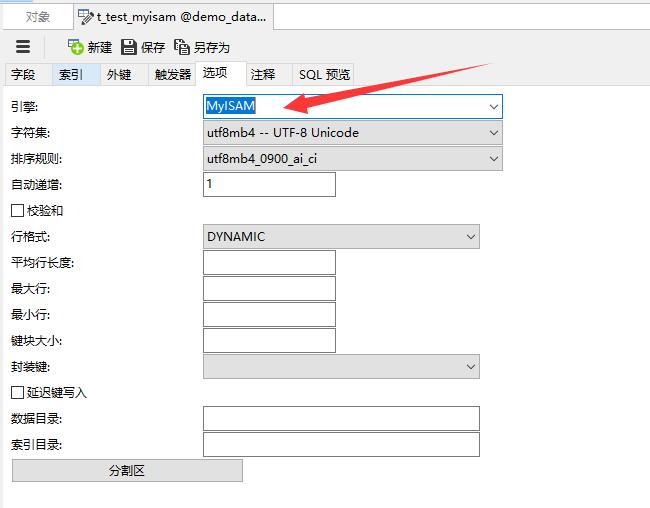 对象 t_test_myisam @demo_data...
新建 保存 另存为
字段 索引 外键 触发器 选项 注释 SQL 预览
引擎: MyISAM
字符集: utf8mb4 -- UTF-8 Unicode
排序规则: utf8mb4_0900_ai_ci
自动递增: 1
校验和
行格式: DYNAMIC
平均行长度:
最大行:
最小行:
键块大小:
封装键:
延迟键写入
数据目录:
索引目录:
分割区